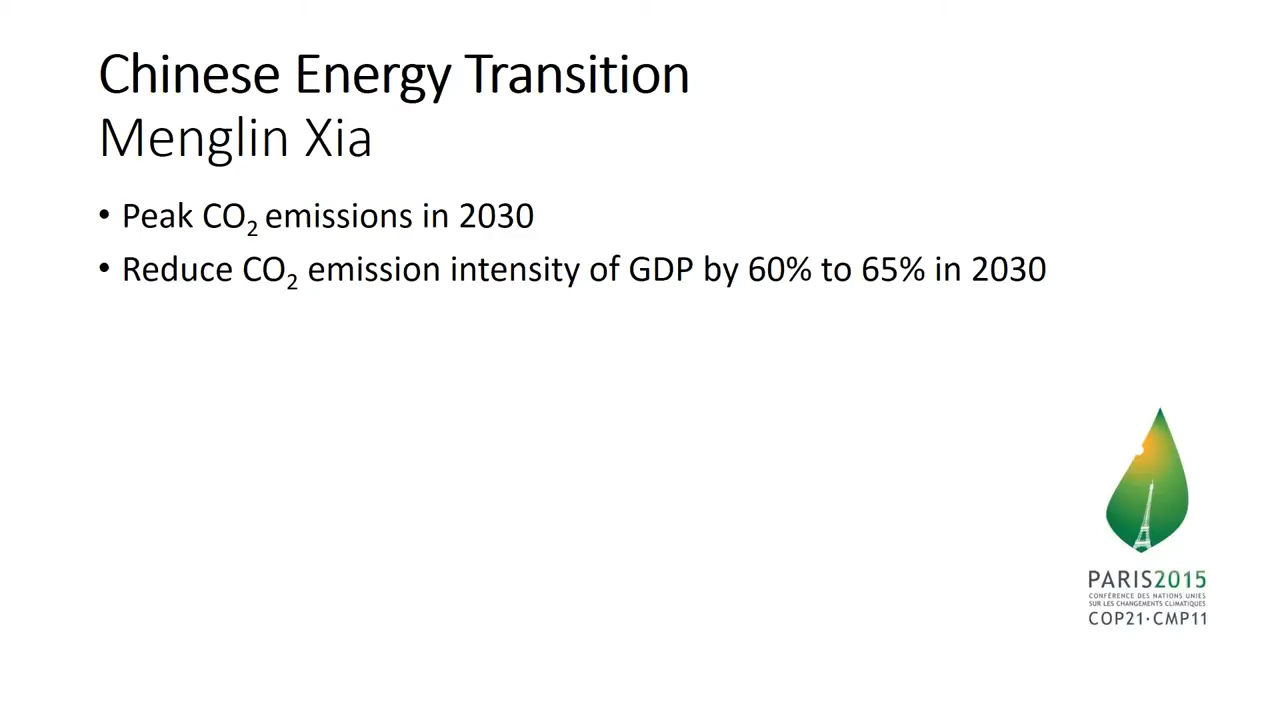 Chinese Energy Transition
Menglin Xia
• Peak CO₂ emissions in 2030
• Reduce CO₂ emission intensity of GDP by 60% to 65% in 2030
PARIS2015
CONFÉRENCE DES NATIONS UNIES
SUR LES CHANGEMENTS CLIMATIQUES
COP21·CMP11